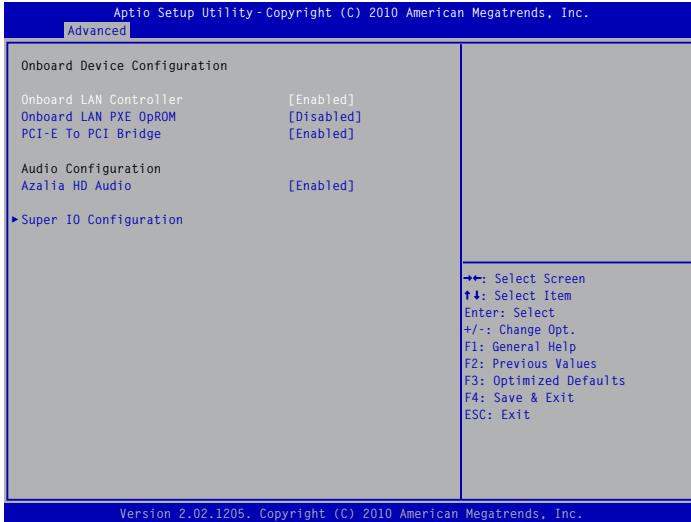 Aptio Setup Utility - Copyright (C) 2010 American Megatrends, Inc.
Advanced
Onboard Device Configuration
Onboard LAN Controller [Enabled]
Onboard LAN PXE OpROM [Disabled]
PCI-E To PCI Bridge [Enabled]
Audio Configuration
Azalia HD Audio [Enabled]
►Super IO Configuration
→←: Select Screen
↑↓: Select Item
Enter: Select
+/-: Change Opt.
F1: General Help
F2: Previous Values
F3: Optimized Defaults
F4: Save & Exit
ESC: Exit
Version 2.02.1205. Copyright (C) 2010 American Megatrends, Inc.